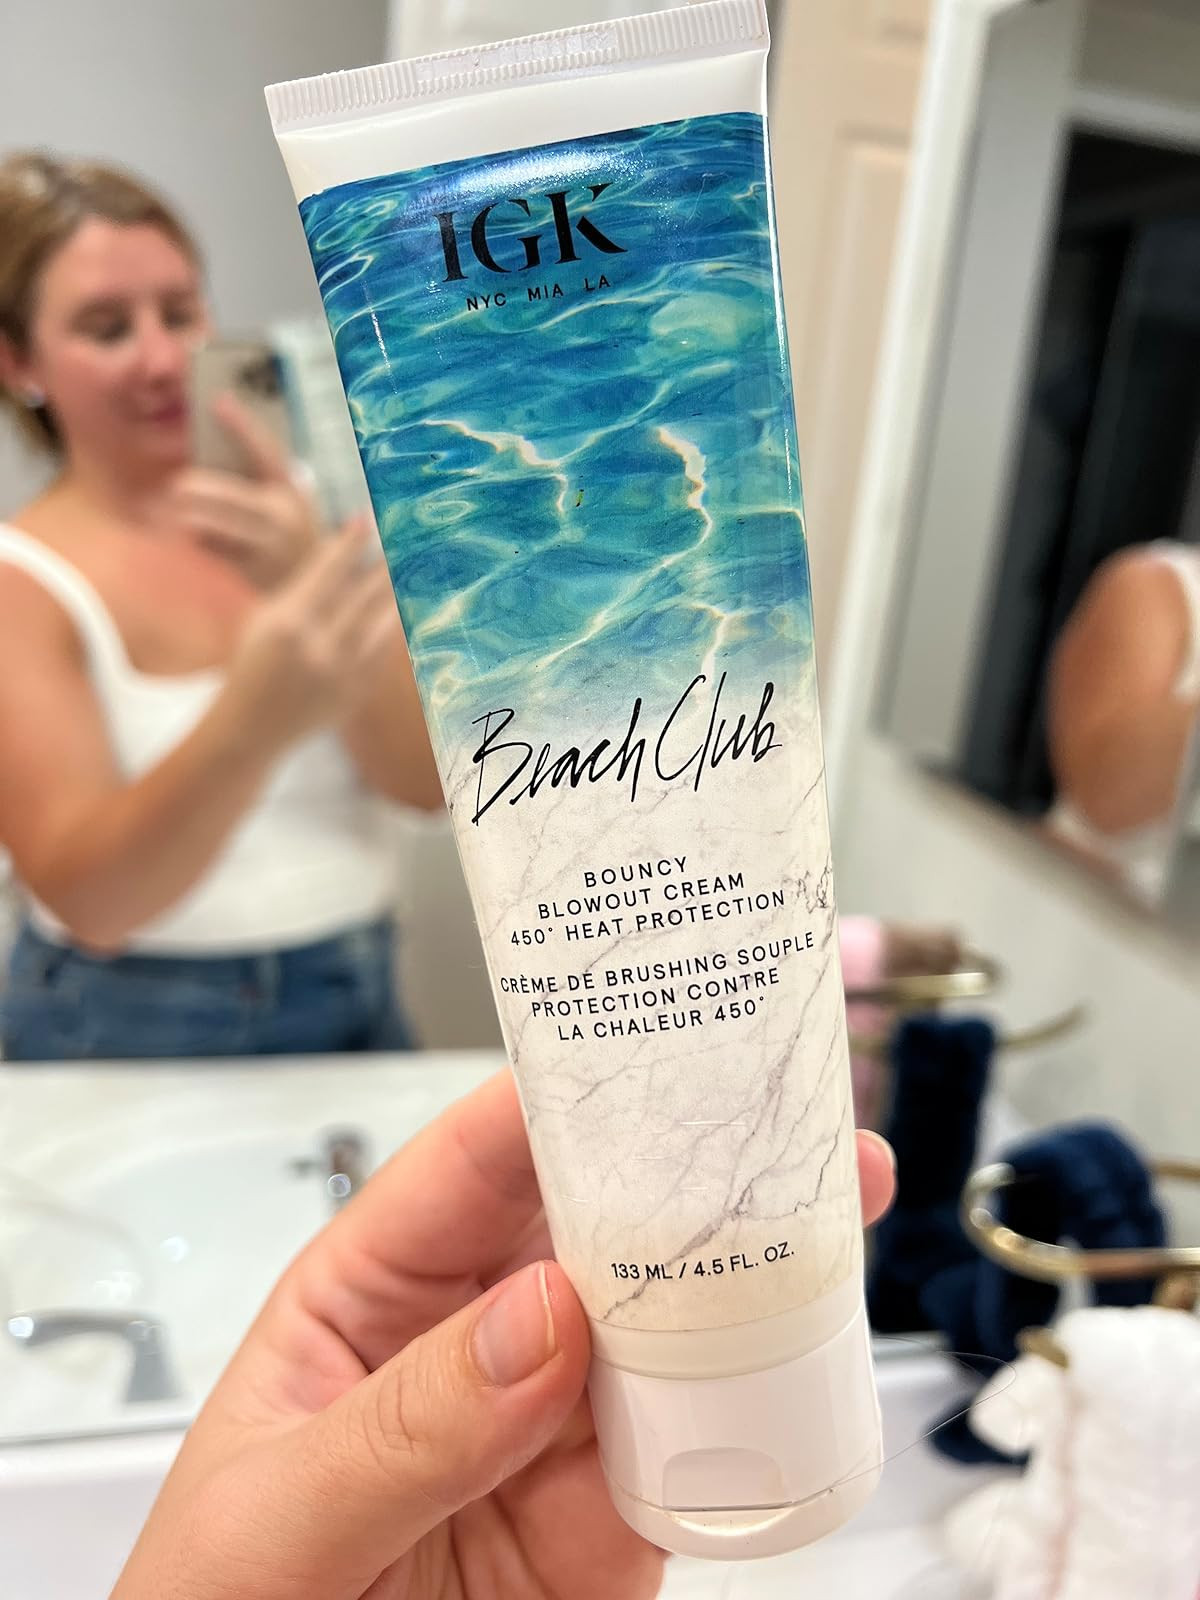 IGK
NYC MIA LA
Beach Club
BOUNCY
BLOWOUT CREAM
450° HEAT PROTECTION
CRÈME DE BRUSHING SOUPLE
PROTECTION CONTRE
LA CHALEUR 450°
133 ML / 4.5 FL. OZ.